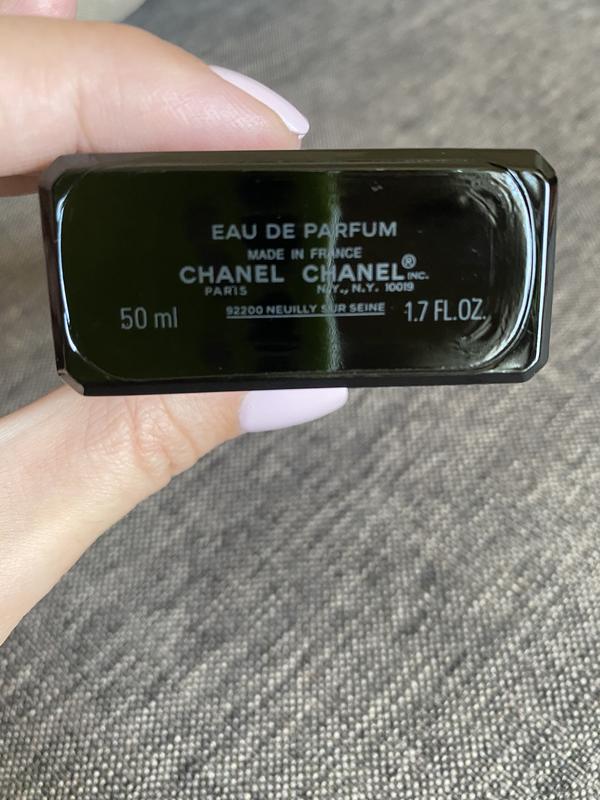 EAU DE PARFUM
MADE IN FRANCE
CHANEL CHANEL® INC.
PARIS N.Y., N.Y. 10019
50 ml 92200 NEUILLY SUR SEINE 1.7 FL.OZ.